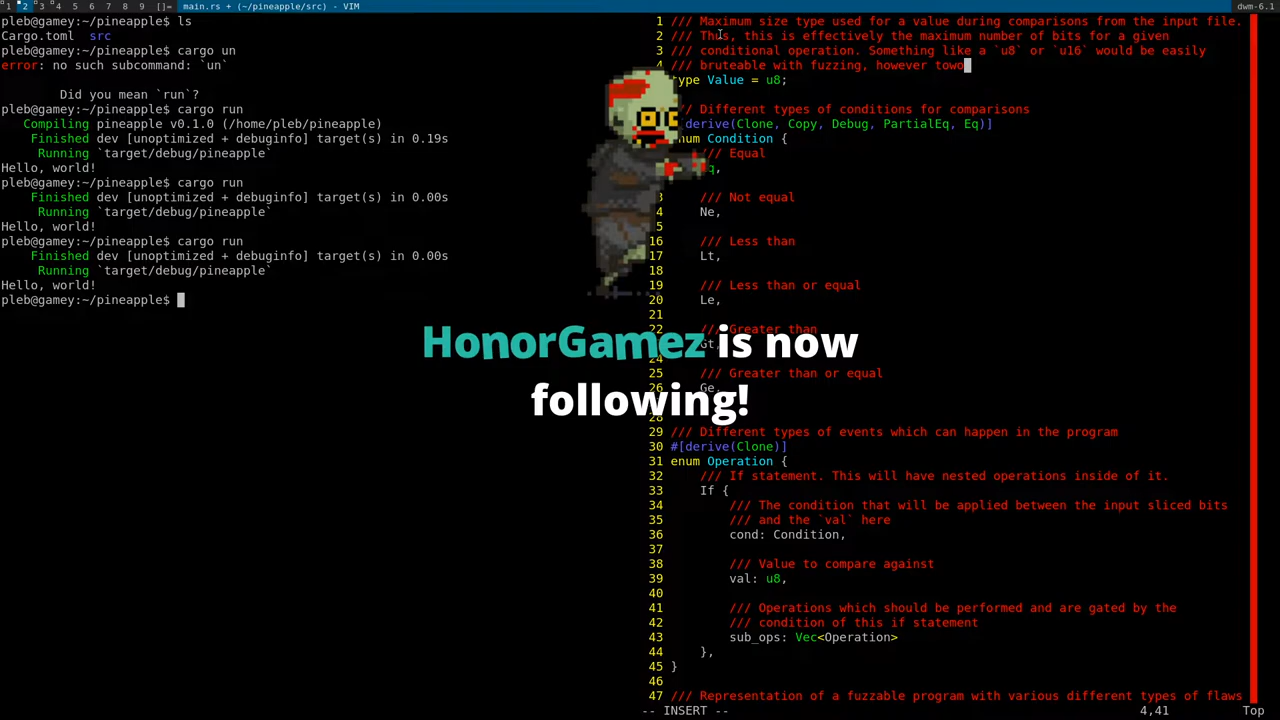 1 2 3 4 5 6 7 8 9 []= main.rs + (~/pineapple/src) - VIM dwm-6.1
pleb@gamey:~/pineapple$ ls
Cargo.toml src
pleb@gamey:~/pineapple$ cargo un
error: no such subcommand: `un`
Did you mean `run`?
pleb@gamey:~/pineapple$ cargo run
Compiling pineapple v0.1.0 (/home/pleb/pineapple)
Finished dev [unoptimized + debuginfo] target(s) in 0.19s
Running `target/debug/pineapple`
Hello, world!
pleb@gamey:~/pineapple$ cargo run
Finished dev [unoptimized + debuginfo] target(s) in 0.00s
Running `target/debug/pineapple`
Hello, world!
pleb@gamey:~/pineapple$ cargo run
Finished dev [unoptimized + debuginfo] target(s) in 0.00s
Running `target/debug/pineapple`
Hello, world!
pleb@gamey:~/pineapple$
HonorGamez is now
following!
1 /// Maximum size type used for a value during comparisons from the input file.
2 /// Thus, this is effectively the maximum number of bits for a given
3 /// conditional operation. Something like a `u8` or `u16` would be easily
4 /// bruteable with fuzzing, however towo
type Value = u8;
// Different types of conditions for comparisons
derive(Clone, Copy, Debug, PartialEq, Eq)]
enum Condition {
/// Equal
q,
3 /// Not equal
4 Ne,
5
16 /// Less than
17 Lt,
18
19 /// Less than or equal
20 Le,
21
22 /// Greater than
Gt,
24
25 /// Greater than or equal
26 Ge,
28
29 /// Different types of events which can happen in the program
30 #[derive(Clone)]
31 enum Operation {
32 /// If statement. This will have nested operations inside of it.
33 If {
34 /// The condition that will be applied between the input sliced bits
35 /// and the `val` here
36 cond: Condition,
37
38 /// Value to compare against
39 val: u8,
40
41 /// Operations which should be performed and are gated by the
42 /// condition of this if statement
43 sub_ops: Vec<Operation>
44 },
45 }
46
47 /// Representation of a fuzzable program with various different types of flaws
-- INSERT -- 4,41 Top